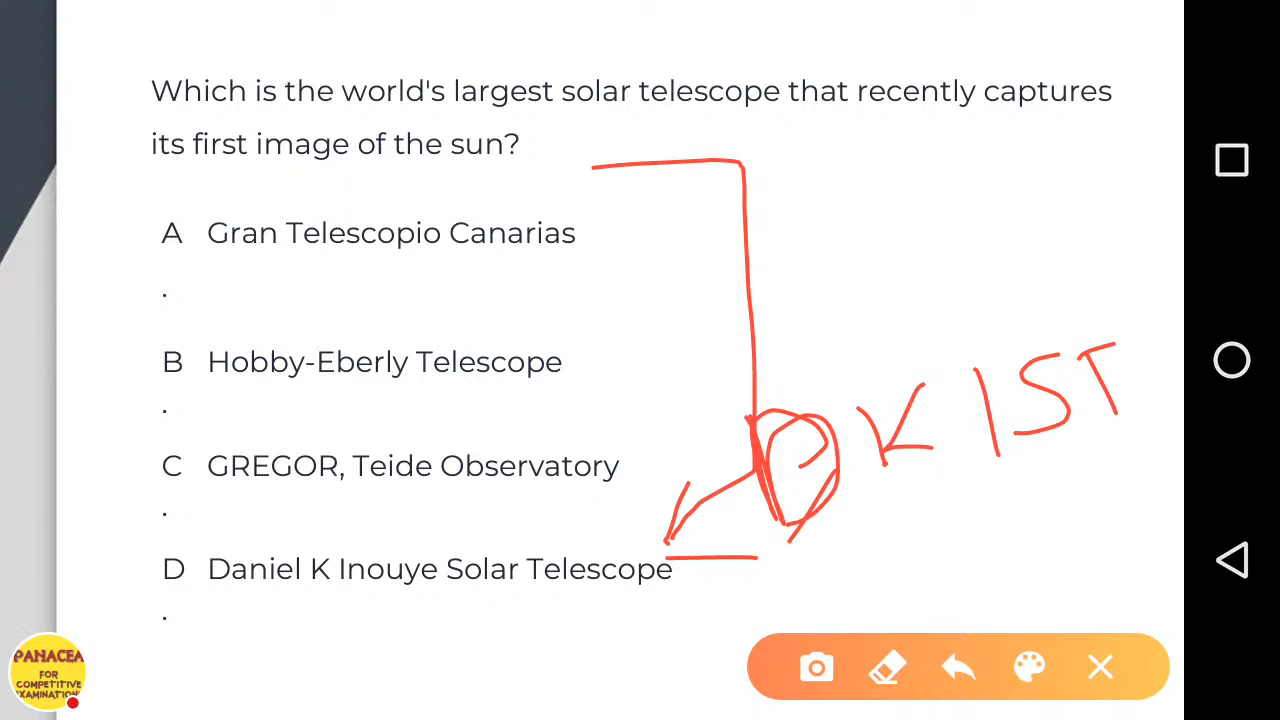 Which is the world's largest solar telescope that recently captures
its first image of the sun?
A Gran Telescopio Canarias
.
B Hobby-Eberly Telescope
.
C GREGOR, Teide Observatory
.
D Daniel K Inouye Solar Telescope
.
DKIST
PANACEA
FOR
COMPETITIVE
EXAMINATION